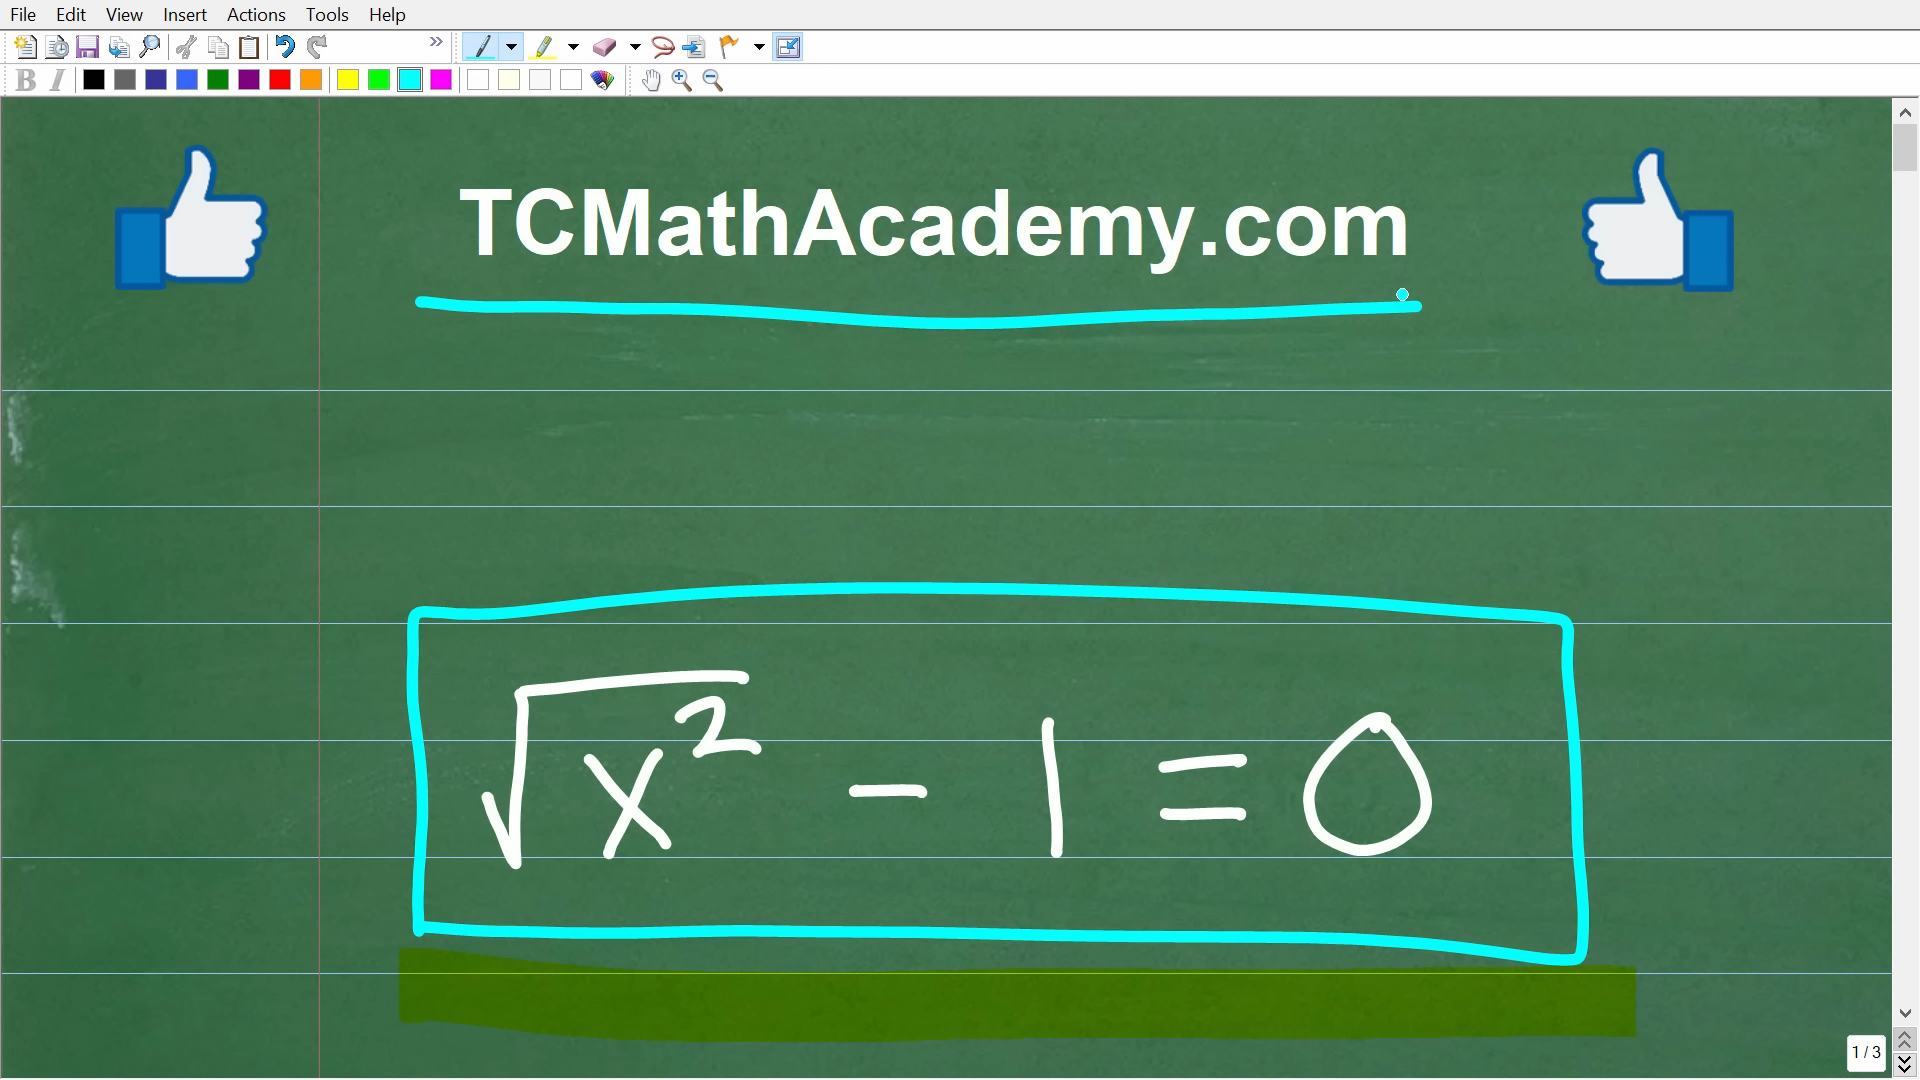 File Edit View Insert Actions Tools Help
B I
TCMathAcademy.com
√x² - 1 = 0
1 / 3